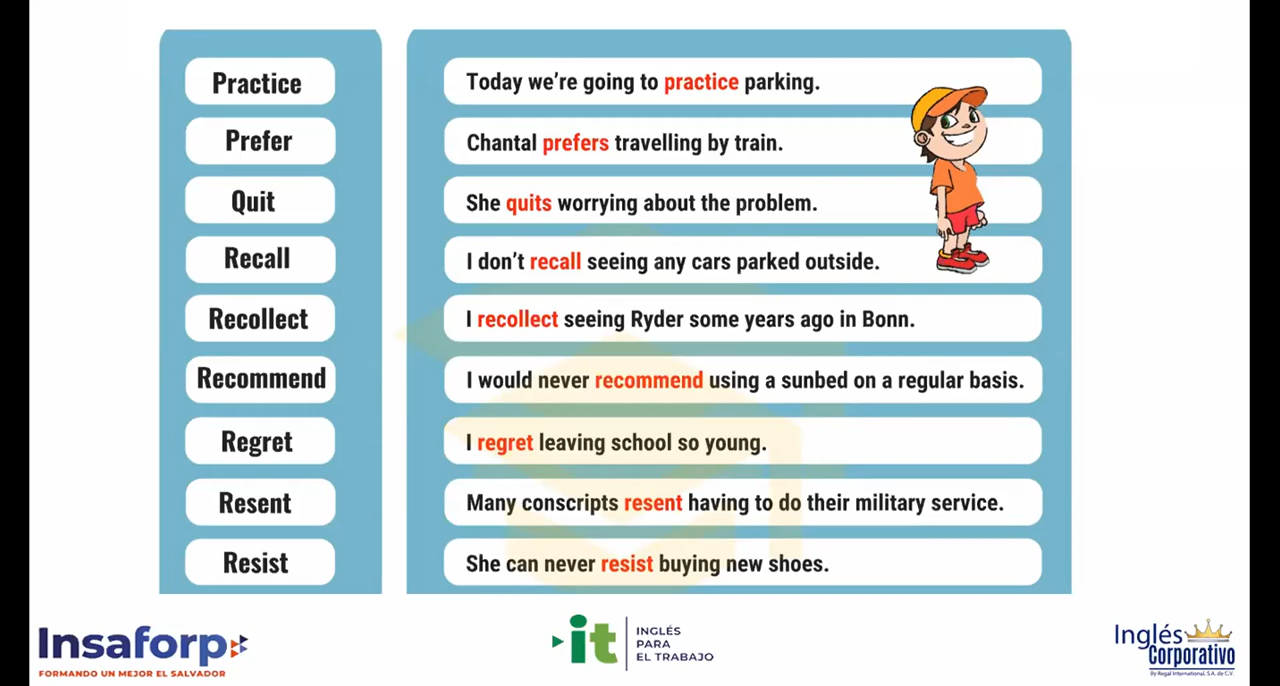 Practice
Today we're going to practice parking.
Prefer
Chantal prefers travelling by train.
Quit
She quits worrying about the problem.
Recall
I don't recall seeing any cars parked outside.
Recollect
I recollect seeing Ryder some years ago in Bonn.
Recommend
I would never recommend using a sunbed on a regular basis.
Regret
I regret leaving school so young.
Resent
Many conscripts resent having to do their military service.
Resist
She can never resist buying new shoes.
Insaforp
FORMANDO UN MEJOR EL SALVADOR
it
INGLÉS
PARA
EL TRABAJO
Inglés
Corporativo
By Regal International, S.A. de C.V.